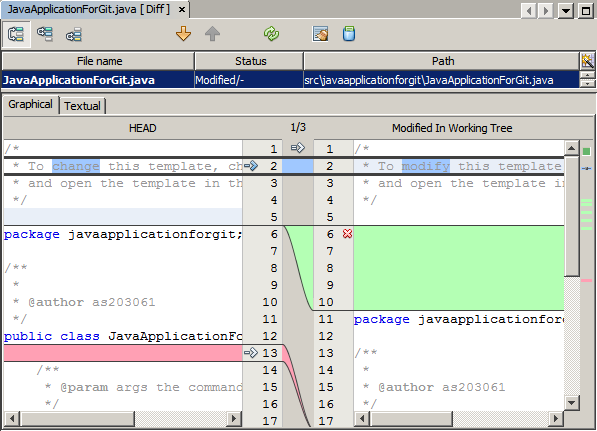 JavaApplicationForGit.java [ Diff ]
File name Status Path
JavaApplicationForGit.java Modified/- src\javaapplicationforgit\JavaApplicationForGit.java
Graphical Textual
HEAD 1/3 Modified In Working Tree
/* 1 1 /*
* To change this template, ch 2 2 * To modify this template
* and open the template in th 3 3 * and open the template in
*/ 4 4 */
5 5
package javaapplicationforgit; 6 6
7 7
/** 8 8
* 9 9
* @author as203061 10 10
*/ 11 11 package javaapplicationforg
public class JavaApplicationFo 12 12
13 13 /**
/** 14 14 *
* @param args the command 15 15 * @author as203061
*/ 16 16 */
17 17